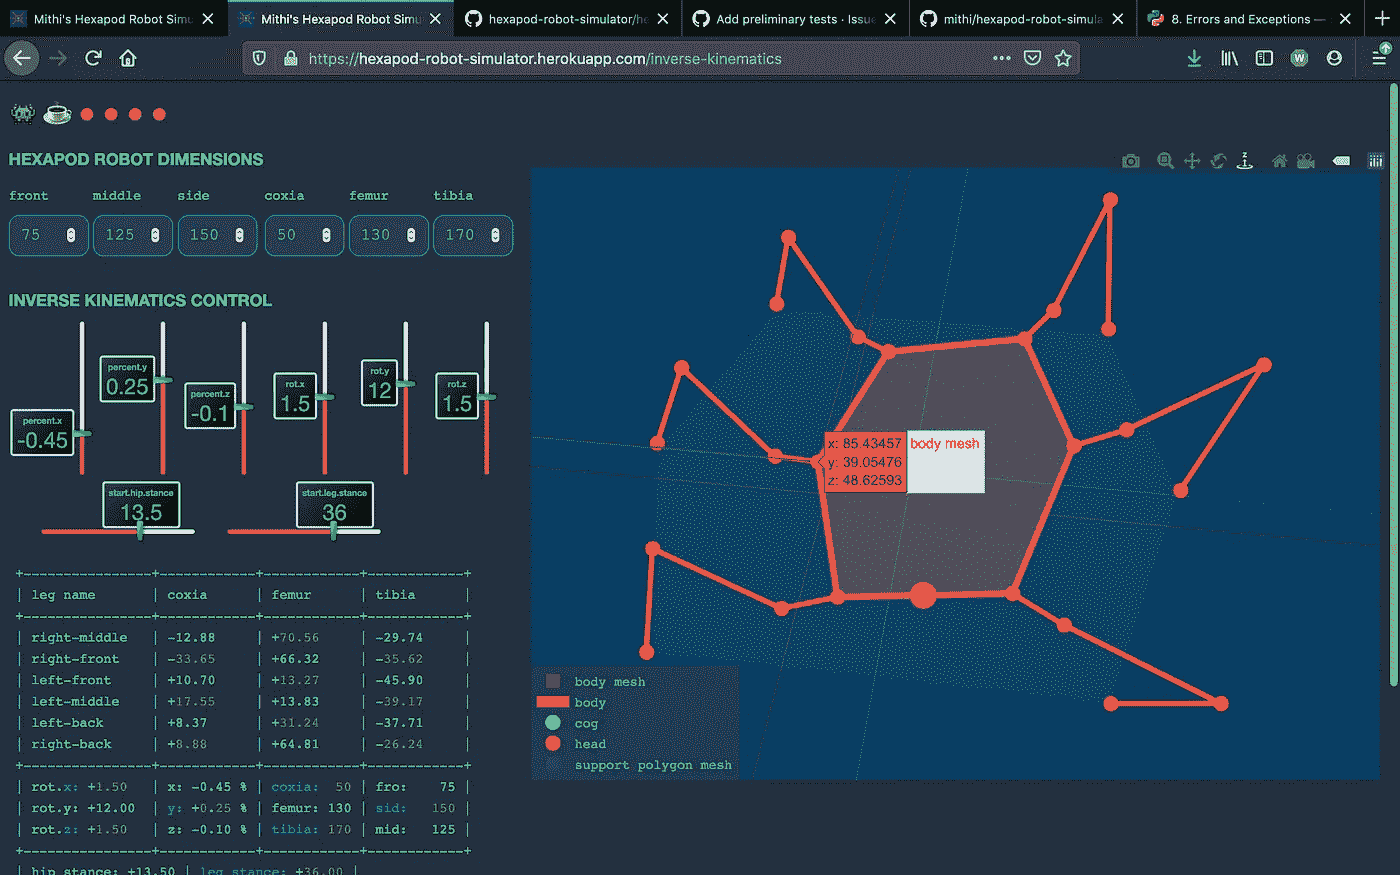 Mithi's Hexapod Robot Simu
Mithi's Hexapod Robot Simu
hexapod-robot-simulator/he
Add preliminary tests · Issue
mithi/hexapod-robot-simula
8. Errors and Exceptions —
https://hexapod-robot-simulator.herokuapp.com/inverse-kinematics
HEXAPOD ROBOT DIMENSIONS
front middle side coxia femur tibia
75 125 150 50 130 170
INVERSE KINEMATICS CONTROL
percent.x
-0.45
percent.y
0.25
percent.z
-0.1
rot.x
1.5
rot.y
12
rot.z
1.5
start.hip.stance
13.5
start.leg.stance
36
+---------------+-----------+-----------+-----------+
| leg name | coxia | femur | tibia |
+---------------+-----------+-----------+-----------+
| right-middle | -12.88 | +70.56 | -29.74 |
| right-front | -33.65 | +66.32 | -35.62 |
| left-front | +10.70 | +13.27 | -45.90 |
| left-middle | +17.55 | +13.83 | -39.17 |
| left-back | +8.37 | +31.24 | -37.71 |
| right-back | +8.88 | +64.81 | -26.24 |
+---------------+-----------+-----------+-----------+
| rot.x: +1.50 | x: -0.45 % | coxia: 50 | fro: 75 |
| rot.y: +12.00 | y: +0.25 % | femur: 130 | sid: 150 |
| rot.z: +1.50 | z: -0.10 % | tibia: 170 | mid: 125 |
+---------------+-----------+-----------+-----------+
| hip stance: +13.50 | leg stance: +36.00 |
x: 85.43457
y: 39.05476
z: 48.62593
body mesh
body mesh
body
cog
head
support polygon mesh
z
W